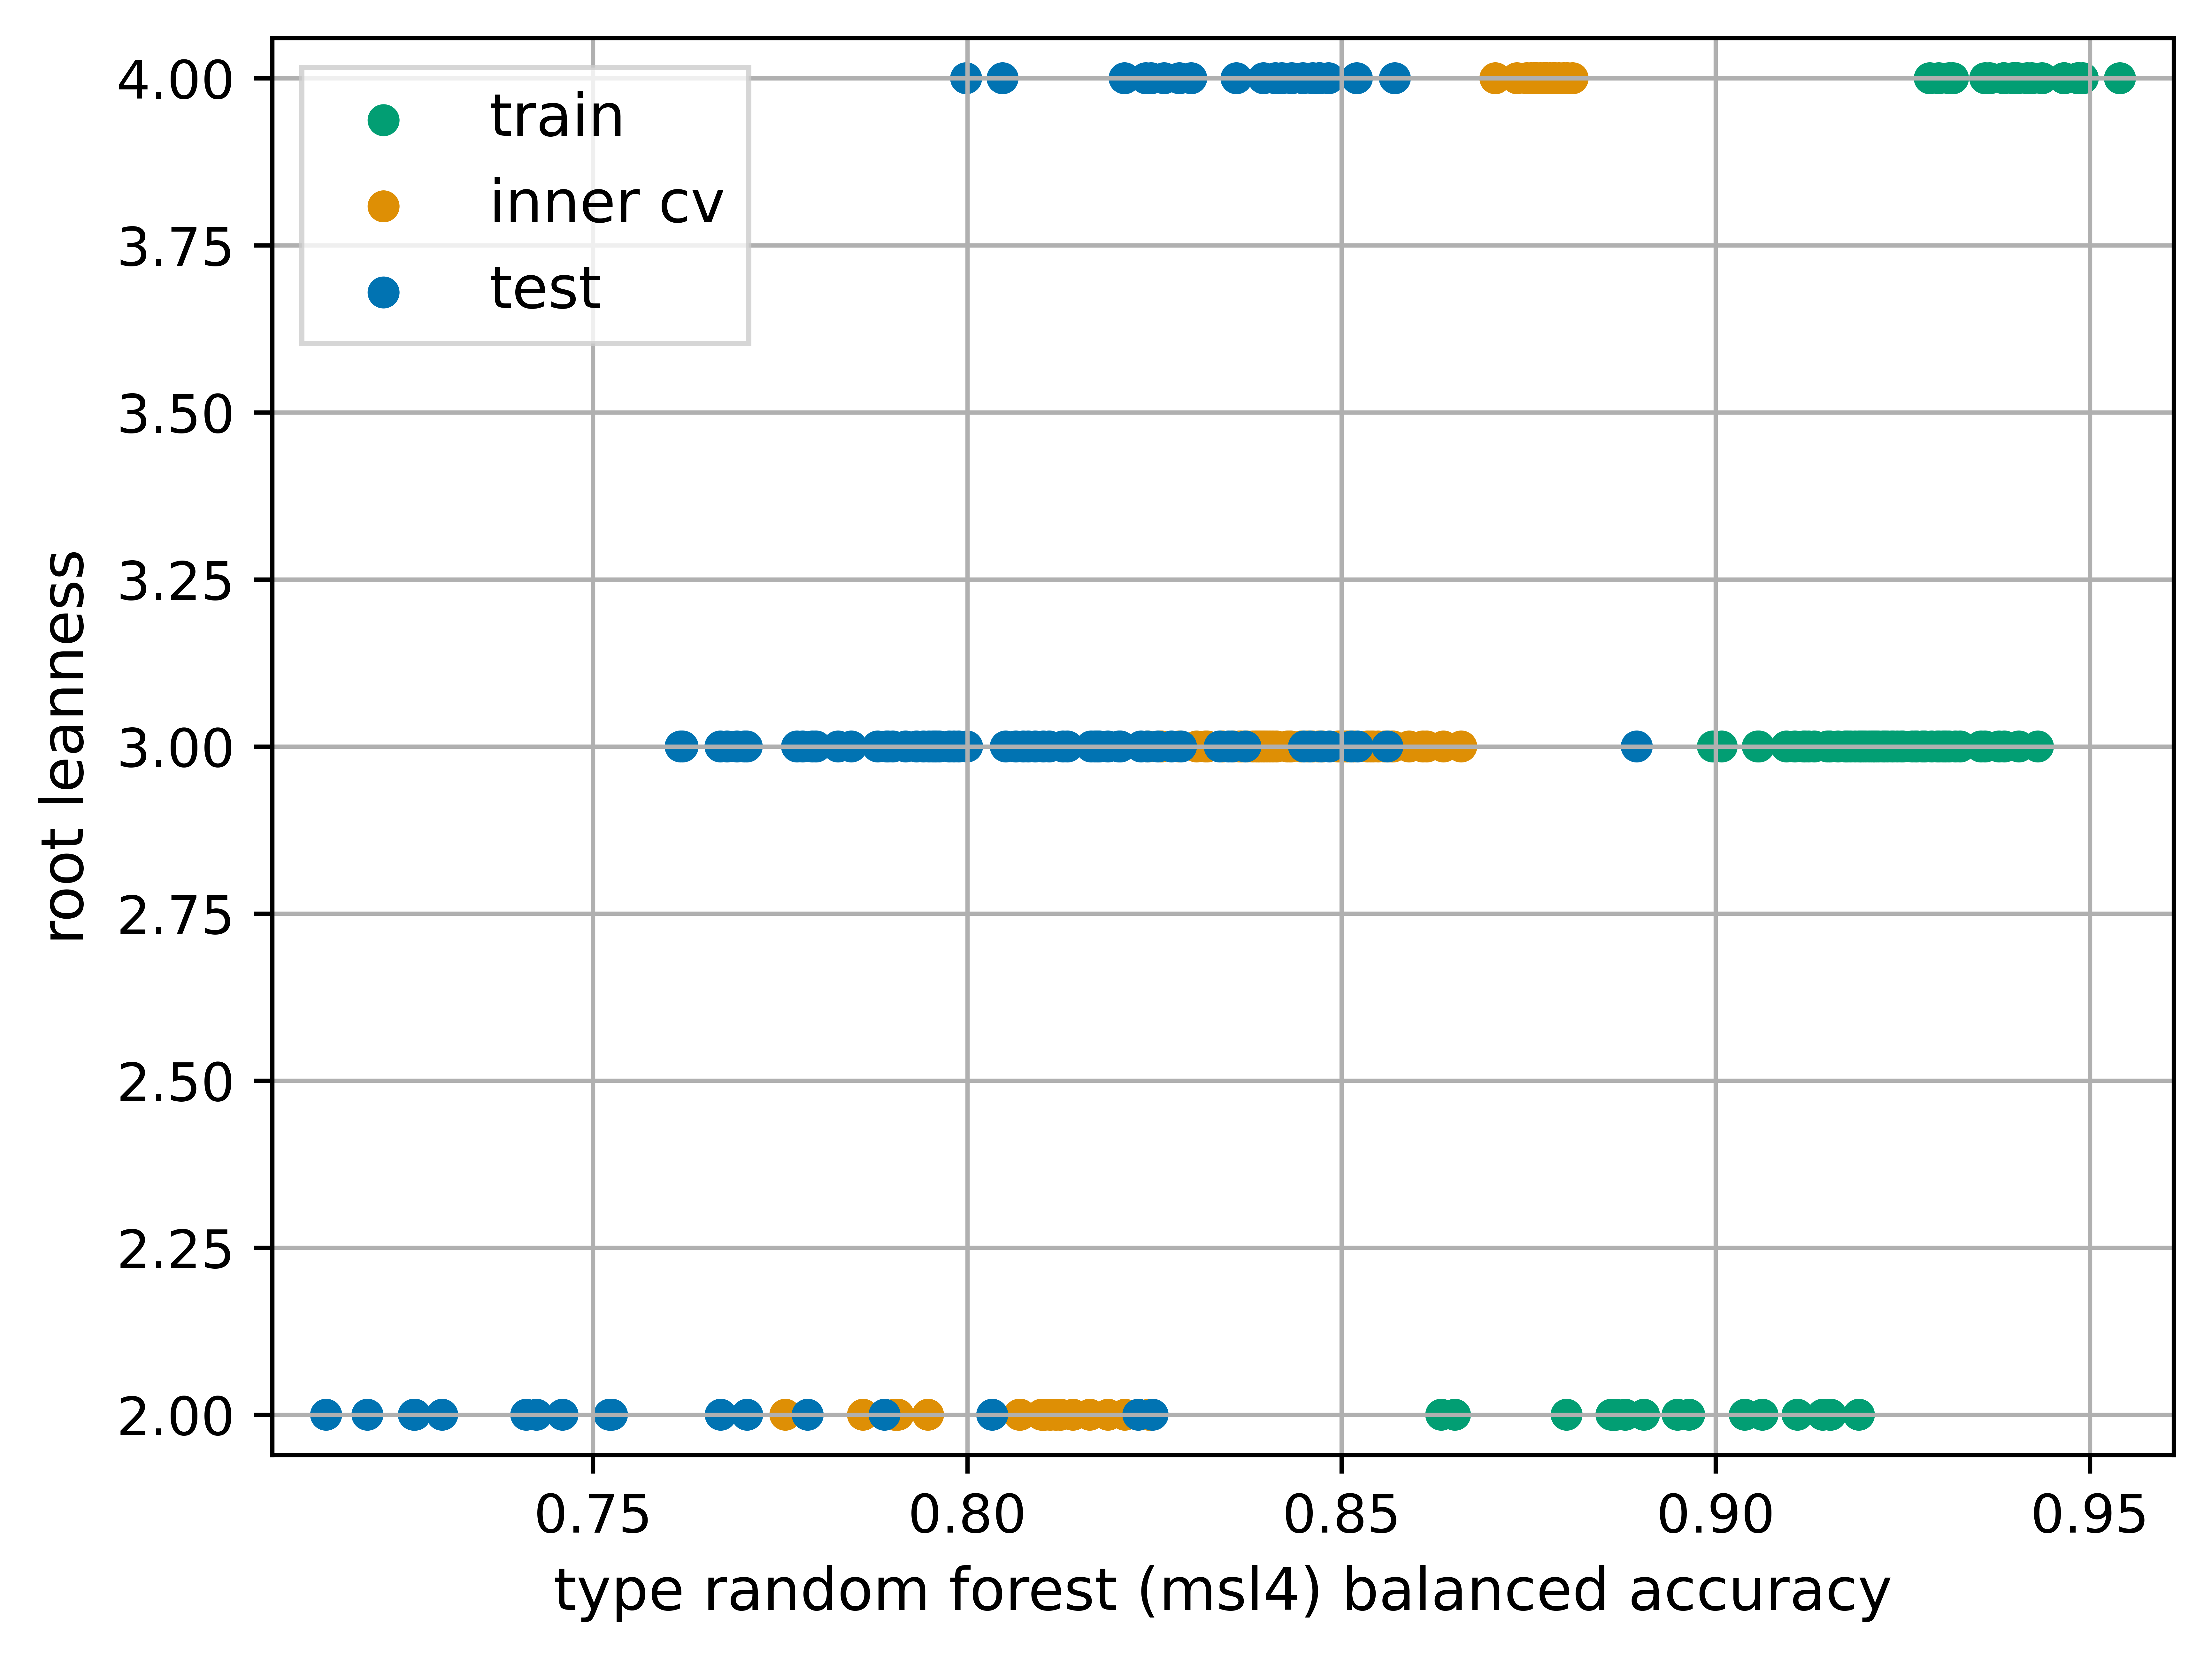 4.00
3.75
3.50
3.25
3.00
2.75
2.50
2.25
2.00
root leanness
train
inner cv
test
0.75 0.80 0.85 0.90 0.95
type random forest (msl4) balanced accuracy